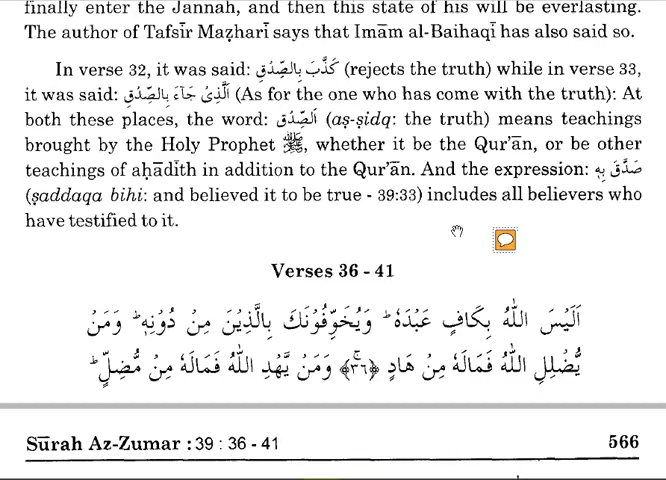 finally enter the Jannah, and then this state of his will be everlasting.
The author of Tafsīr Maẓharī says that Imām al-Baihaqī has also said so.
In verse 32, it was said: كَذَّبَ بِالصِّدْقِ (rejects the truth) while in verse 33,
it was said: الَّذِىْ جَآءَ بِالصِّدْقِ (As for the one who has come with the truth): At
both these places, the word: اَلصِّدْقِ (aṣ-ṣidq: the truth) means teachings
brought by the Holy Prophet ﷺ, whether it be the Qur'ān, or be other
teachings of aḥādīth in addition to the Qur'ān. And the expression: صَدَّقَ بِهٖ
(ṣaddaqa bihi: and believed it to be true - 39:33) includes all believers who
have testified to it.
Verses 36 - 41
اَلَيْسَ اللّٰهُ بِكَافٍ عَبْدَهٗ ؕ وَيُخَوِّفُوْنَكَ بِالَّذِيْنَ مِنْ دُوْنِهٖ ؕ وَمَنْ
يُّضْلِلِ اللّٰهُ فَمَالَهٗ مِنْ هَادٍ ﴿٣٦﴾ وَمَنْ يَّهْدِ اللّٰهُ فَمَالَهٗ مِنْ مُّضِلٍّ ؕ
Sūrah Az-Zumar : 39 : 36 - 41 566